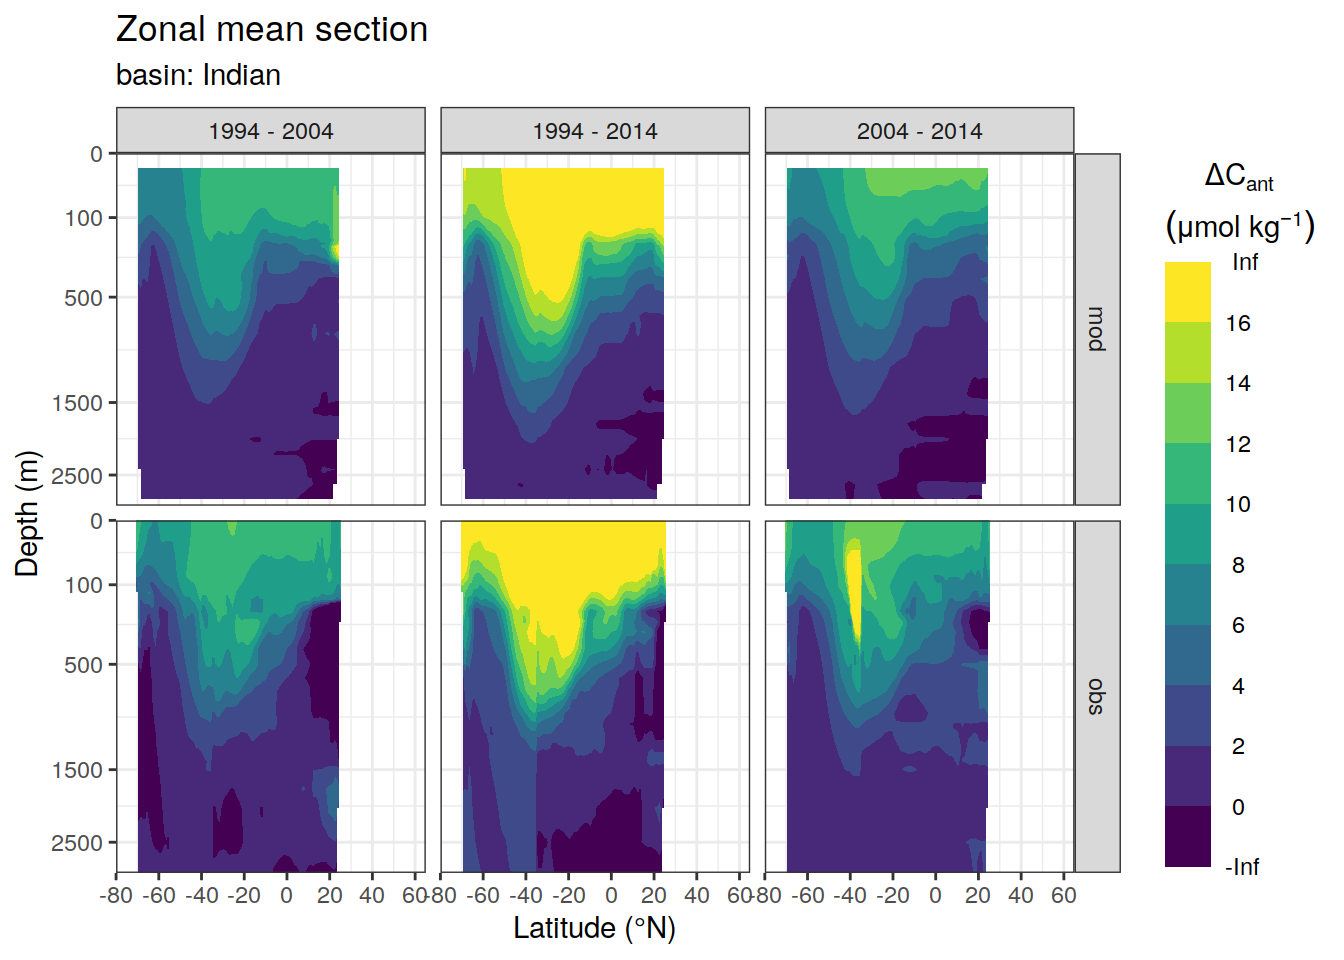 Zonal mean section
basin: Indian
1994 - 2004
1994 - 2014
2004 - 2014
0
100
500
1500
2500
mod
0
100
500
1500
2500
obs
Depth (m)
-80 -60 -40 -20 0 20 40 60
-80 -60 -40 -20 0 20 40 60
-80 -60 -40 -20 0 20 40 60
Latitude (°N)
ΔCant
(μmol kg⁻¹)
Inf
16
14
12
10
8
6
4
2
0
-Inf